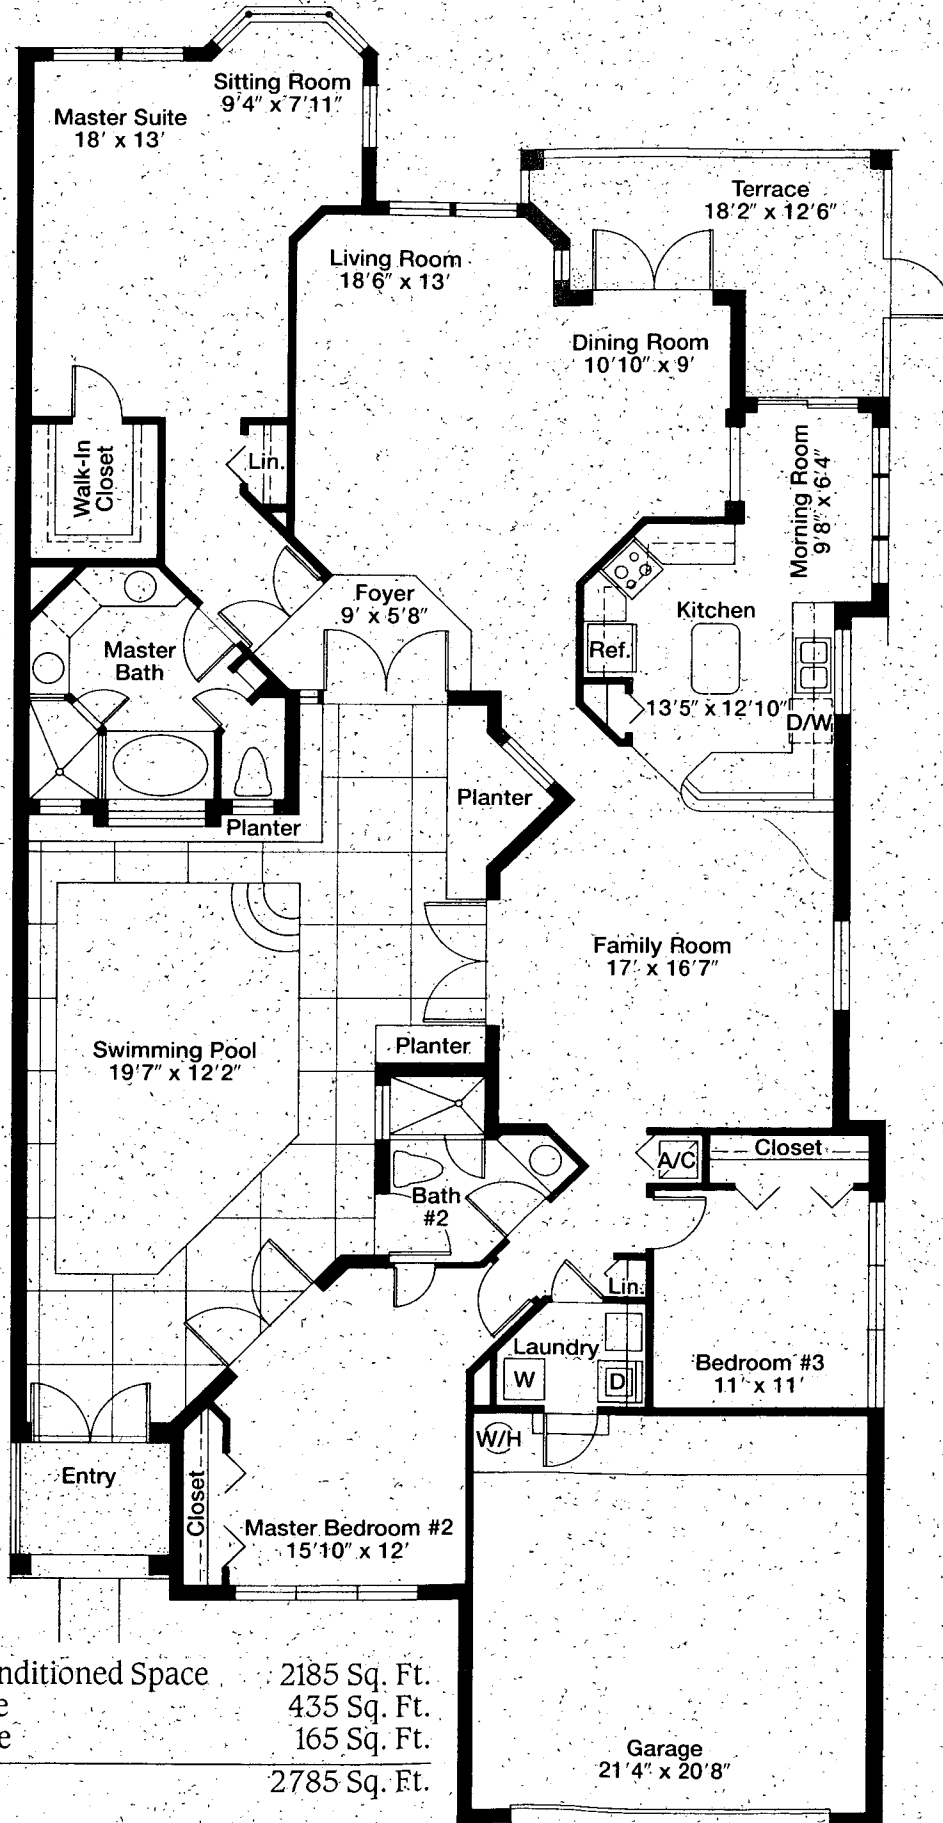 Sitting Room
9'4" x 7'11"
Master Suite
18' x 13'
Terrace
18'2" x 12'6"
Living Room
18'6" x 13'
Dining Room
10'10" x 9'
Walk-In
Closet
Lin.
Morning Room
9'8" x 6'4"
Foyer
9' x 5'8"
Kitchen
Master
Bath
Ref.
13'5" x 12'10"
D/W
Planter
Planter
Family Room
17' x 16'7"
Swimming Pool
19'7" x 12'2"
Planter
Closet
A/C
Bath
#2
Lin.
Laundry
W
D
Bedroom #3
11' x 11'
W/H
Entry
Closet
Master Bedroom #2
15'10" x 12'
nditioned Space 2185 Sq. Ft.
e 435 Sq. Ft.
e 165 Sq. Ft.
2785 Sq. Ft.
Garage
21'4" x 20'8"